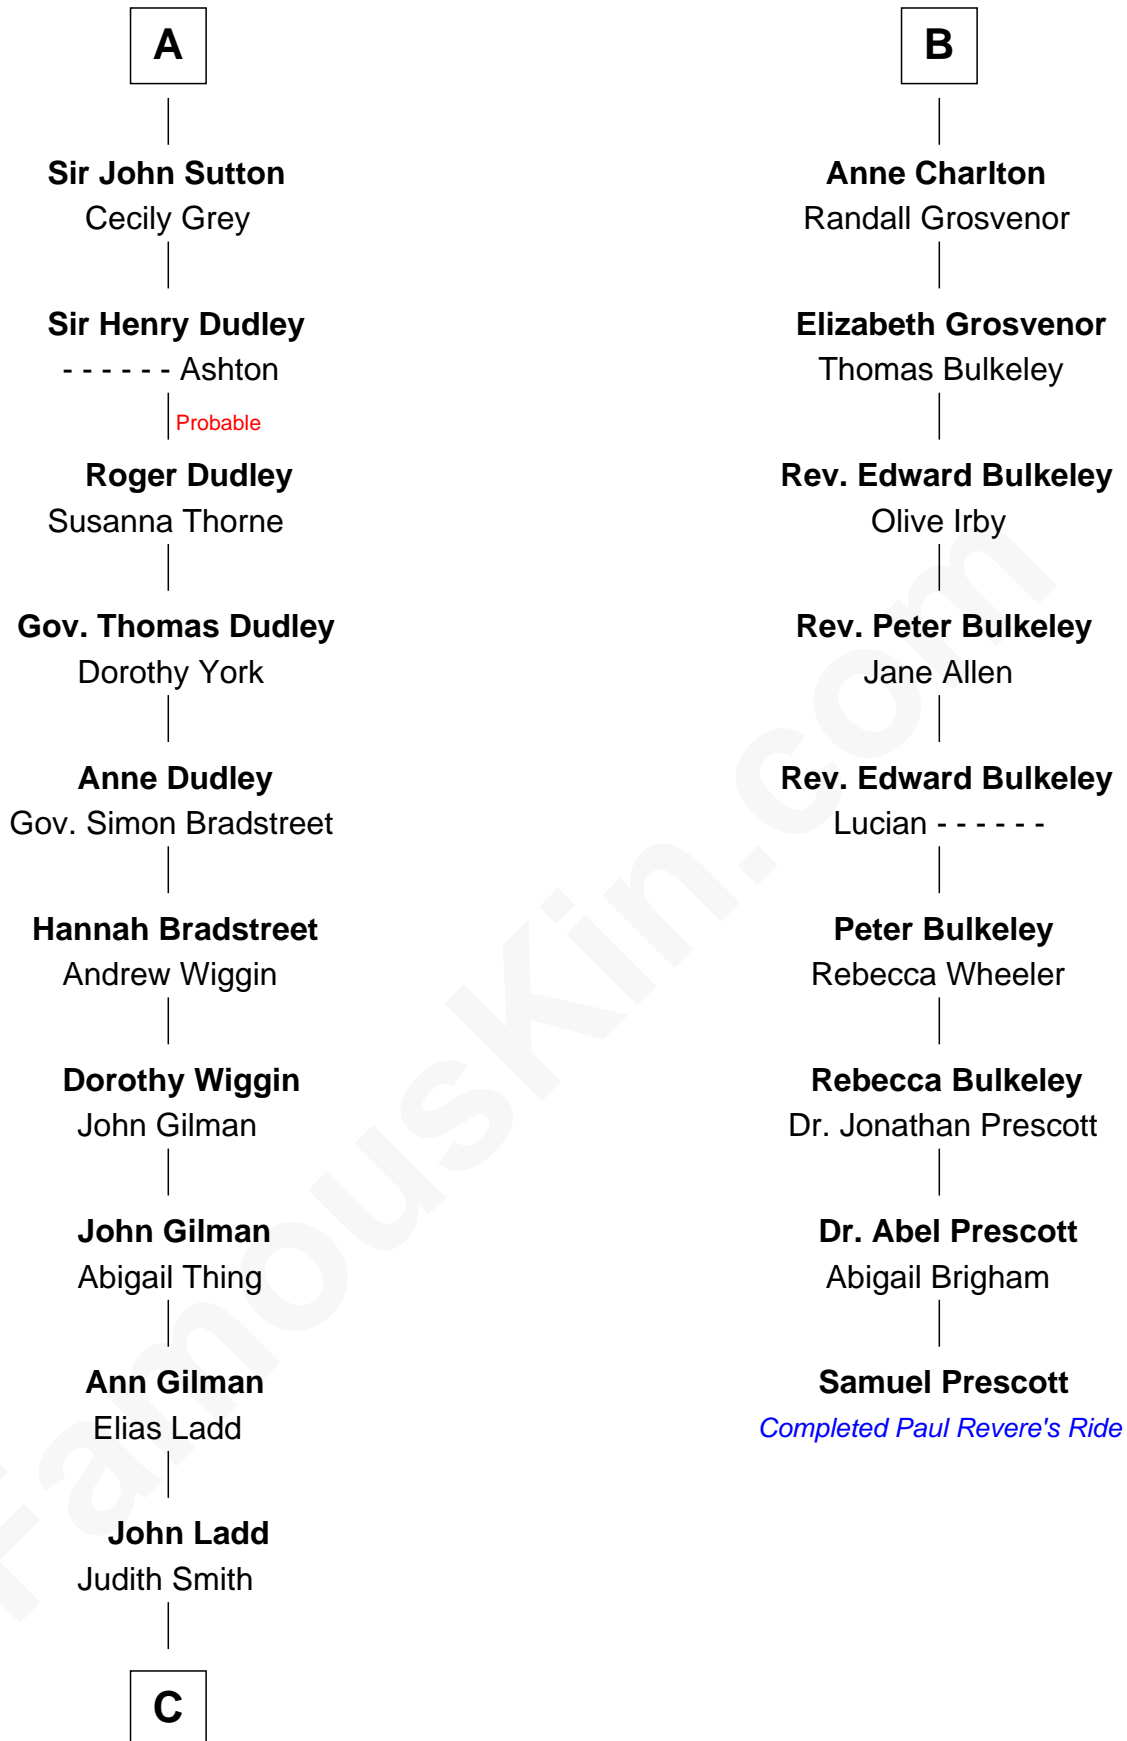 A
Sir John Sutton
Cecily Grey
Sir Henry Dudley
- - - - - - Ashton
Probable
Roger Dudley
Susanna Thorne
Gov. Thomas Dudley
Dorothy York
Anne Dudley
Gov. Simon Bradstreet
Hannah Bradstreet
Andrew Wiggin
Dorothy Wiggin
John Gilman
John Gilman
Abigail Thing
Ann Gilman
Elias Ladd
John Ladd
Judith Smith
C
B
Anne Charlton
Randall Grosvenor
Elizabeth Grosvenor
Thomas Bulkeley
Rev. Edward Bulkeley
Olive Irby
Rev. Peter Bulkeley
Jane Allen
Rev. Edward Bulkeley
Lucian - - - - - -
Peter Bulkeley
Rebecca Wheeler
Rebecca Bulkeley
Dr. Jonathan Prescott
Dr. Abel Prescott
Abigail Brigham
Samuel Prescott
Completed Paul Revere's Ride
FamousKin.com